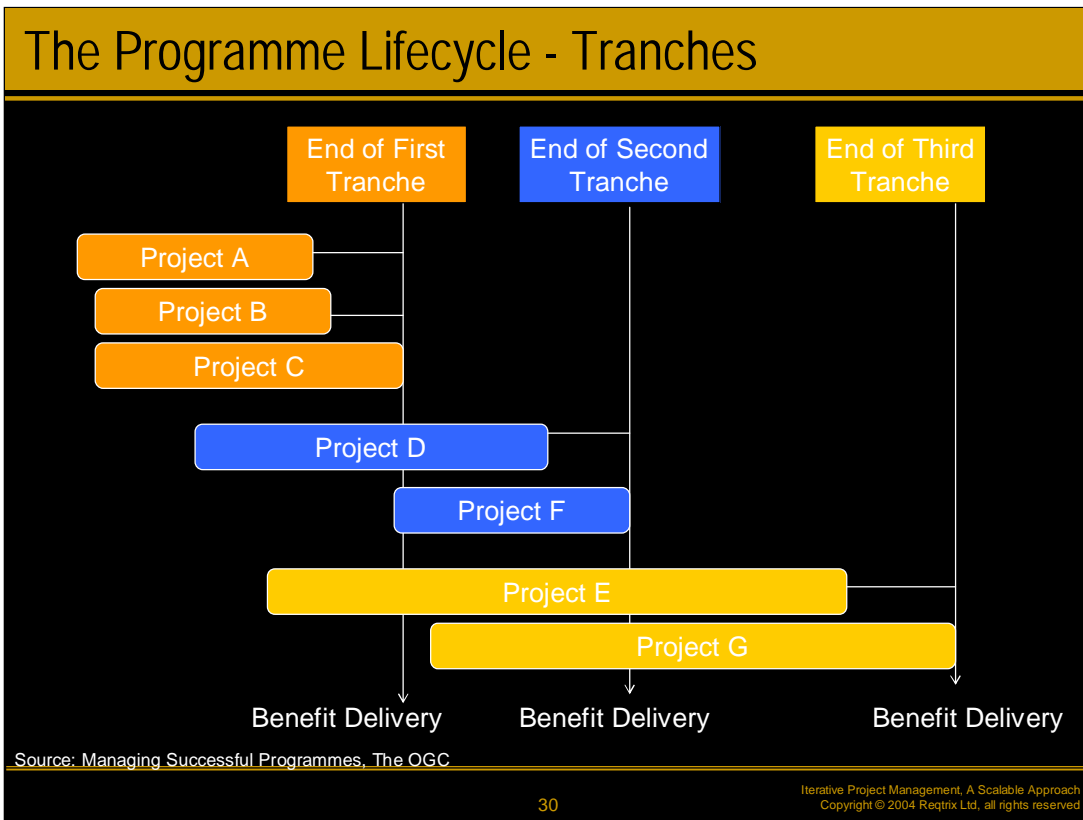 The Programme Lifecycle - Tranches
End of First
Tranche
End of Second
Tranche
End of Third
Tranche
Project A
Project B
Project C
Project D
Project F
Project E
Project G
Benefit Delivery
Benefit Delivery
Benefit Delivery
Source: Managing Successful Programmes, The OGC
30
Iterative Project Management, A Scalable Approach
Copyright © 2004 Reqtrix Ltd, all rights reserved